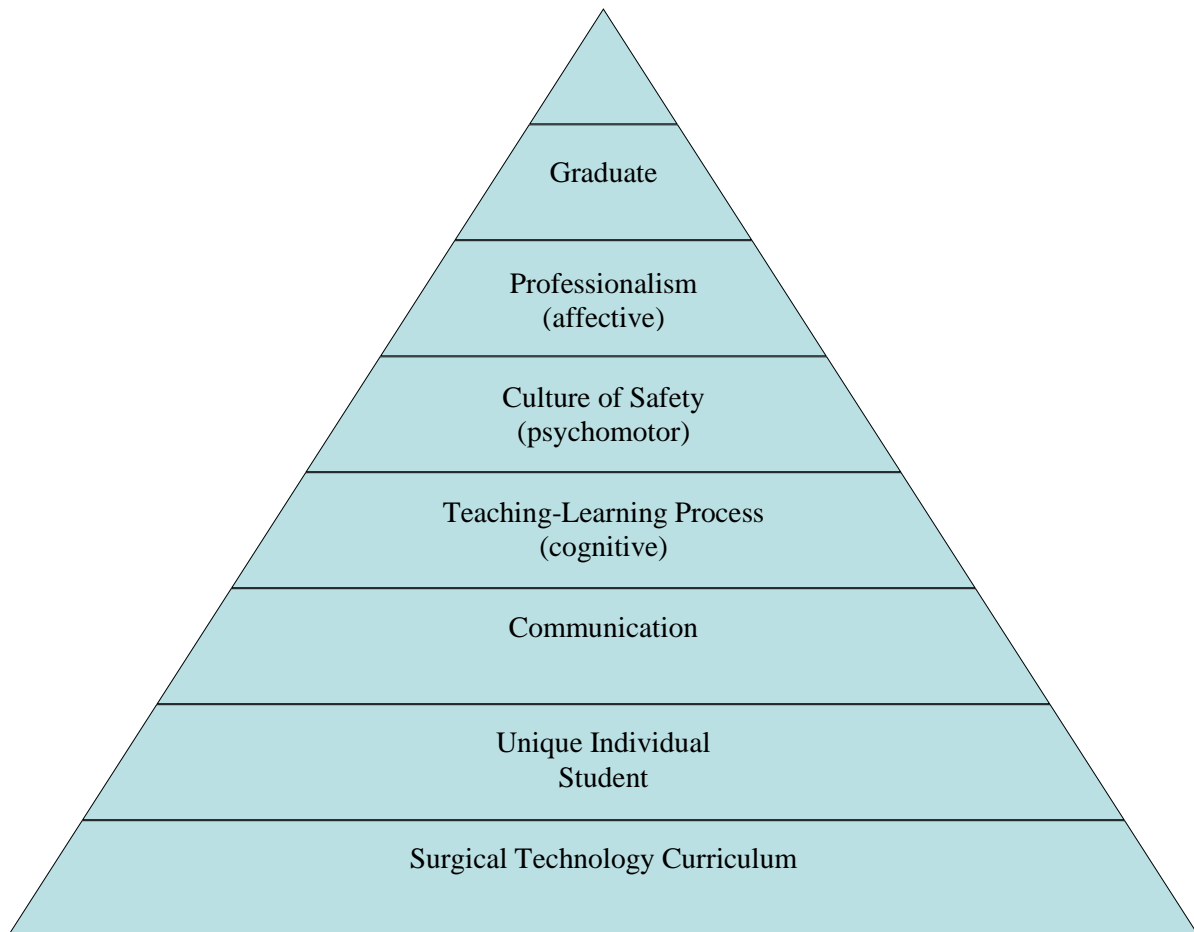 Graduate
Professionalism
(affective)
Culture of Safety
(psychomotor)
Teaching-Learning Process
(cognitive)
Communication
Unique Individual
Student
Surgical Technology Curriculum